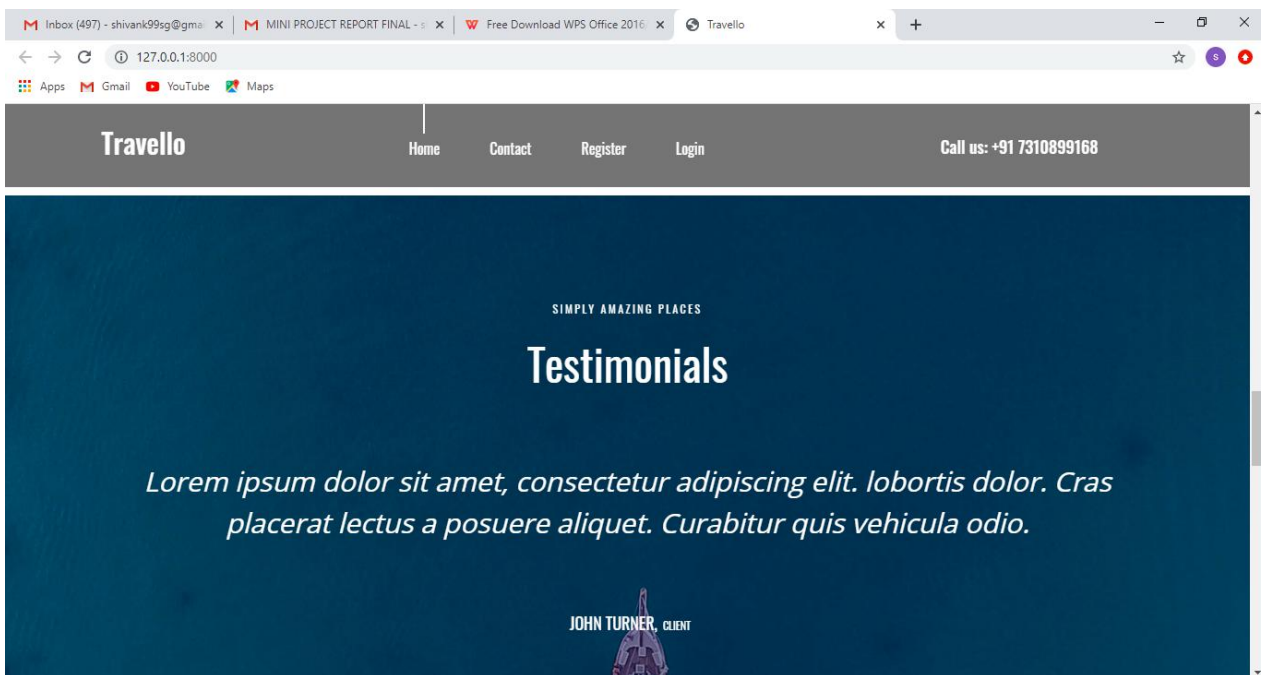 Inbox (497) - shivank99sg@gmai MINI PROJECT REPORT FINAL - s Free Download WPS Office 2016, Travello
127.0.0.1:8000
Apps Gmail YouTube Maps
Travello Home Contact Register Login Call us: +91 7310899168
SIMPLY AMAZING PLACES
Testimonials
Lorem ipsum dolor sit amet, consectetur adipiscing elit. lobortis dolor. Cras
placerat lectus a posuere aliquet. Curabitur quis vehicula odio.
JOHN TURNER, CLIENT